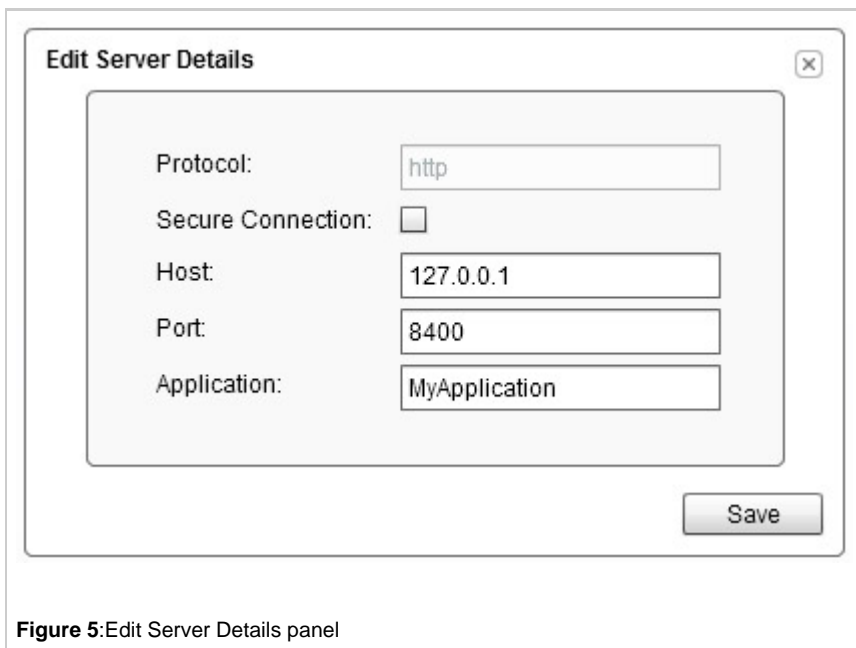 Edit Server Details
Protocol: http
Secure Connection:
Host: 127.0.0.1
Port: 8400
Application: MyApplication
Save
Figure 5:Edit Server Details panel